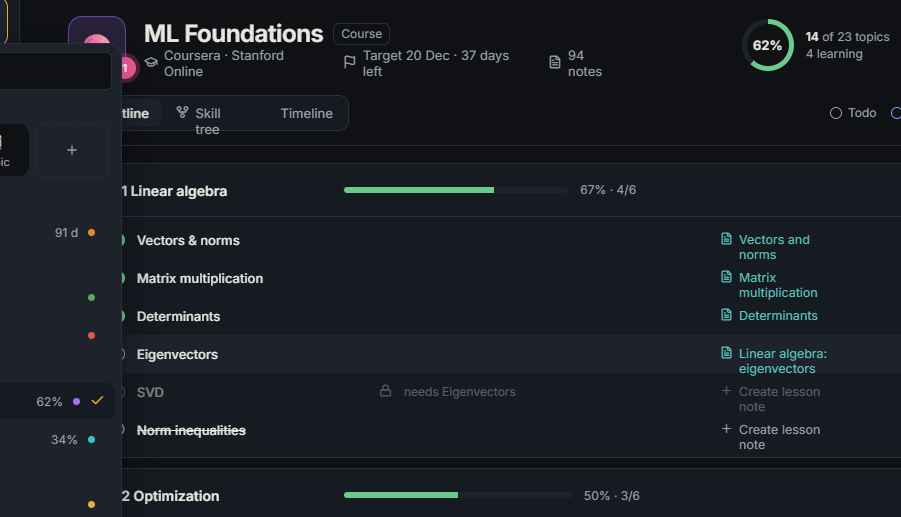 ML Foundations
Course
Coursera · Stanford
Online
Target 20 Dec · 37 days
left
94
notes
62%
14 of 23 topics
4 learning
tline
Skill
tree
Timeline
Todo
ic
+
91 d
62%
34%
1 Linear algebra
67% · 4/6
Vectors & norms
Vectors and
norms
Matrix multiplication
Matrix
multiplication
Determinants
Determinants
Eigenvectors
Linear algebra:
eigenvectors
SVD
needs Eigenvectors
+ Create lesson
note
Norm inequalities
+ Create lesson
note
2 Optimization
50% · 3/6